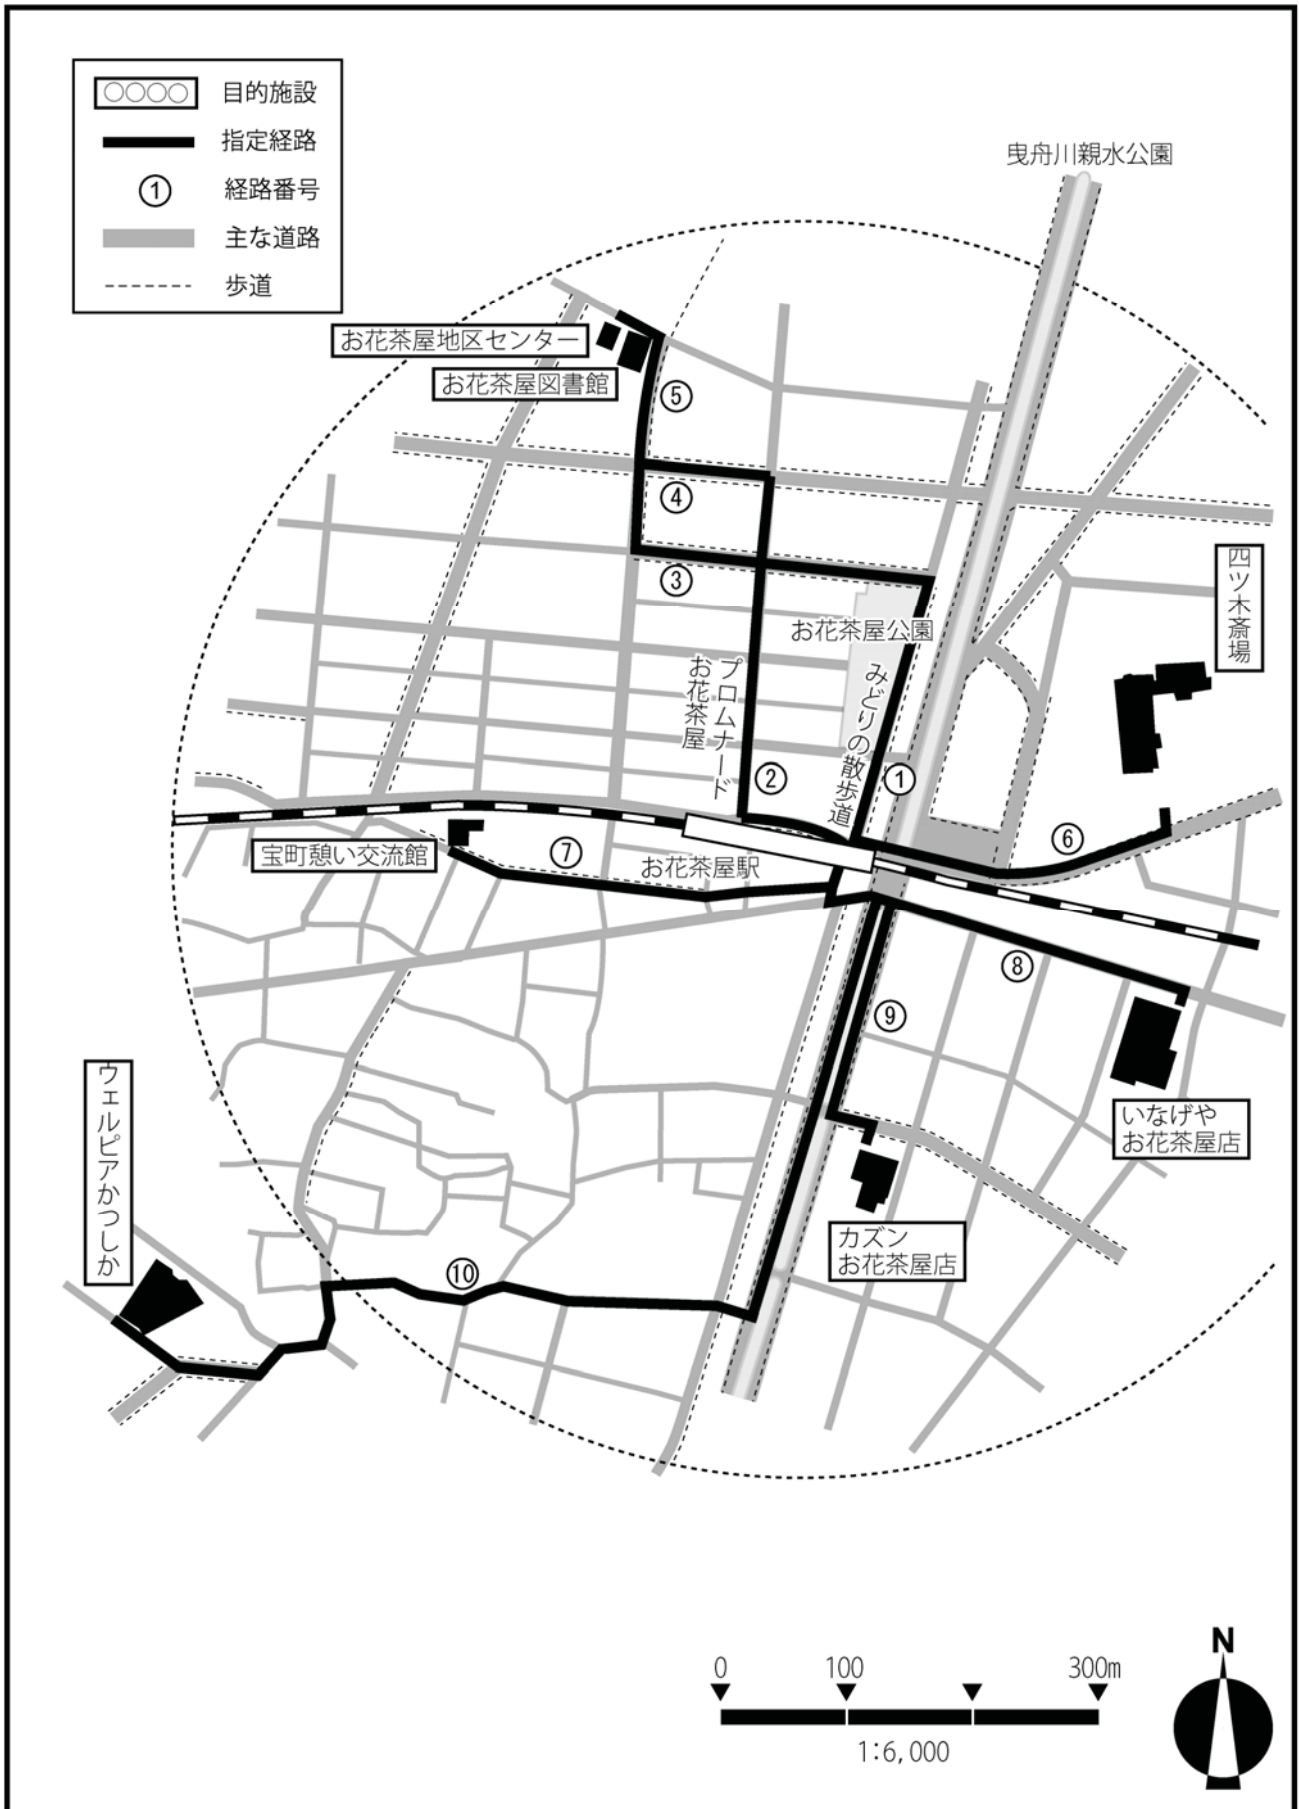 ○○○○ 目的施設
指定経路
① 経路番号
主な道路
歩道
曳舟川親水公園
お花茶屋地区センター
お花茶屋図書館
⑤
④
③
四ツ木斎場
お花茶屋公園
プロムナード
お花茶屋
みどりの散歩道
②
①
⑥
宝町憩い交流館
⑦
お花茶屋駅
⑧
⑨
ウェルピアかつしか
いなげや
お花茶屋店
カズン
お花茶屋店
⑩
0 100 300m
1:6,000
N